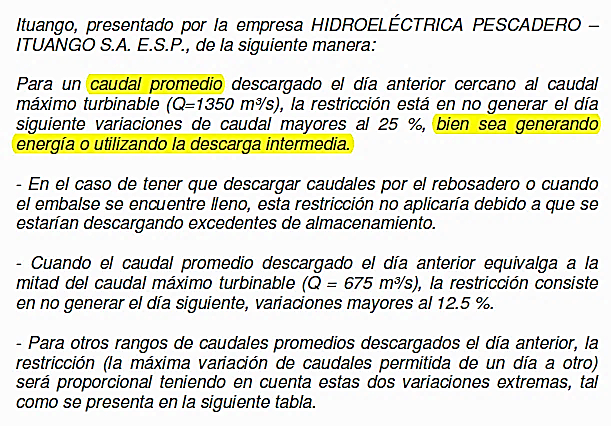 Ituango, presentado por la empresa HIDROELÉCTRICA PESCADERO –
ITUANGO S.A. E.S.P., de la siguiente manera:
Para un caudal promedio descargado el día anterior cercano al caudal
máximo turbinable (Q=1350 m³/s), la restricción está en no generar el día
siguiente variaciones de caudal mayores al 25 %, bien sea generando
energía o utilizando la descarga intermedia.
- En el caso de tener que descargar caudales por el rebosadero o cuando
el embalse se encuentre lleno, esta restricción no aplicaría debido a que se
estarían descargando excedentes de almacenamiento.
- Cuando el caudal promedio descargado el día anterior equivalga a la
mitad del caudal máximo turbinable (Q = 675 m³/s), la restricción consiste
en no generar el día siguiente, variaciones mayores al 12.5 %.
- Para otros rangos de caudales promedios descargados el día anterior, la
restricción (la máxima variación de caudales permitida de un día a otro)
será proporcional teniendo en cuenta estas dos variaciones extremas, tal
como se presenta en la siguiente tabla.